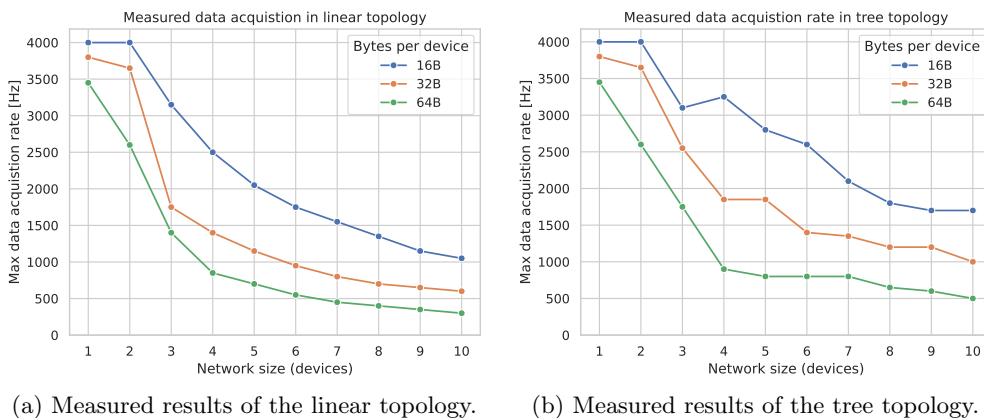 Measured data acquistion in linear topology
Max data acquistion rate [Hz]
4000
3500
3000
2500
2000
1500
1000
500
0
Bytes per device
16B
32B
64B
1 2 3 4 5 6 7 8 9 10
Network size (devices)
(a) Measured results of the linear topology.
Measured data acquistion rate in tree topology
Max data acquistion rate [Hz]
4000
3500
3000
2500
2000
1500
1000
500
0
Bytes per device
16B
32B
64B
1 2 3 4 5 6 7 8 9 10
Network size (devices)
(b) Measured results of the tree topology.